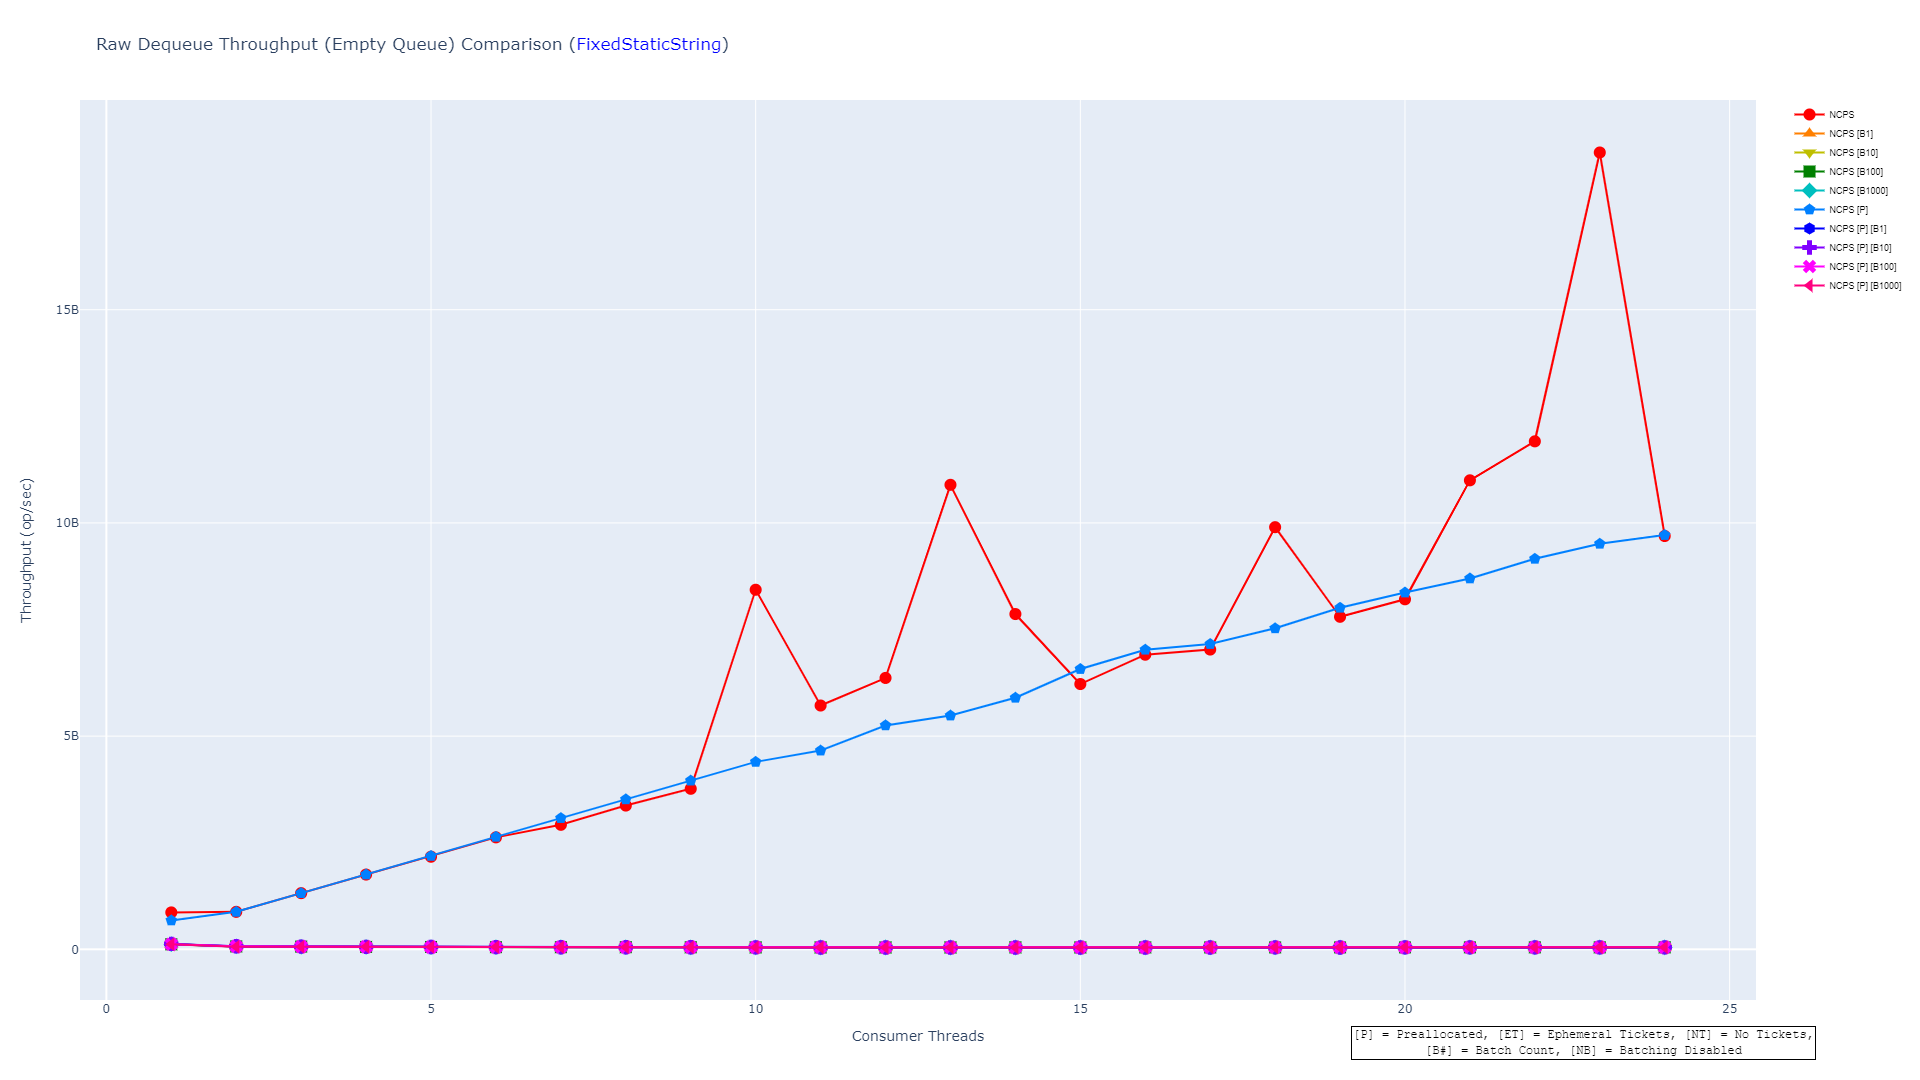 Raw Dequeue Throughput (Empty Queue) Comparison (FixedStaticString)
NCPS
NCPS [B1]
NCPS [B10]
NCPS [B100]
NCPS [B1000]
NCPS [P]
NCPS [P] [B1]
NCPS [P] [B10]
NCPS [P] [B100]
NCPS [P] [B1000]
Throughput (op/sec)
15B
10B
5B
0
0 5 10 15 20 25
Consumer Threads
[P] = Preallocated, [ET] = Ephemeral Tickets, [NT] = No Tickets,
[B#] = Batch Count, [NB] = Batching Disabled